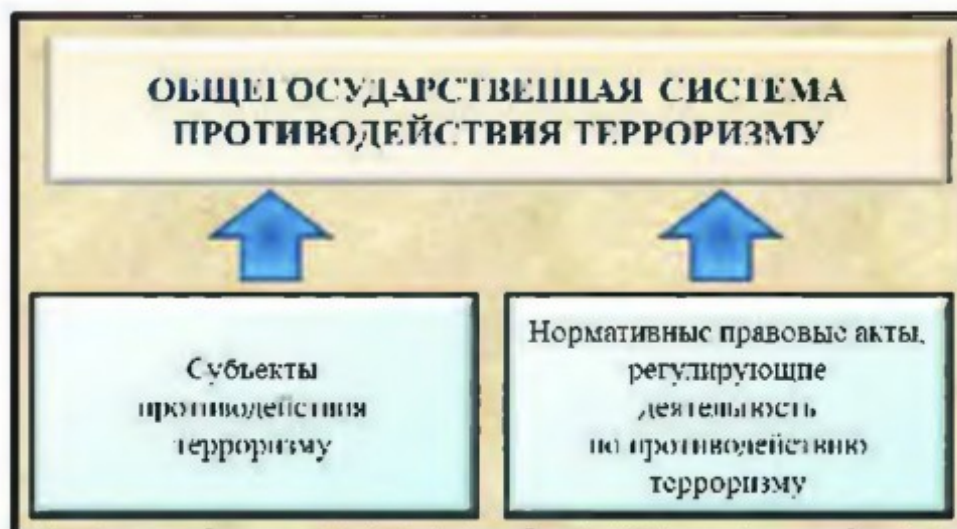 ОБЩЕГОСУДАРСТВЕННАЯ СИСТЕМА
ПРОТИВОДЕЙСТВИЯ ТЕРРОРИЗМУ
Субъекты
противодействия
терроризму
Нормативные правовые акты,
регулирующие
деятельность
по противодействию
терроризму